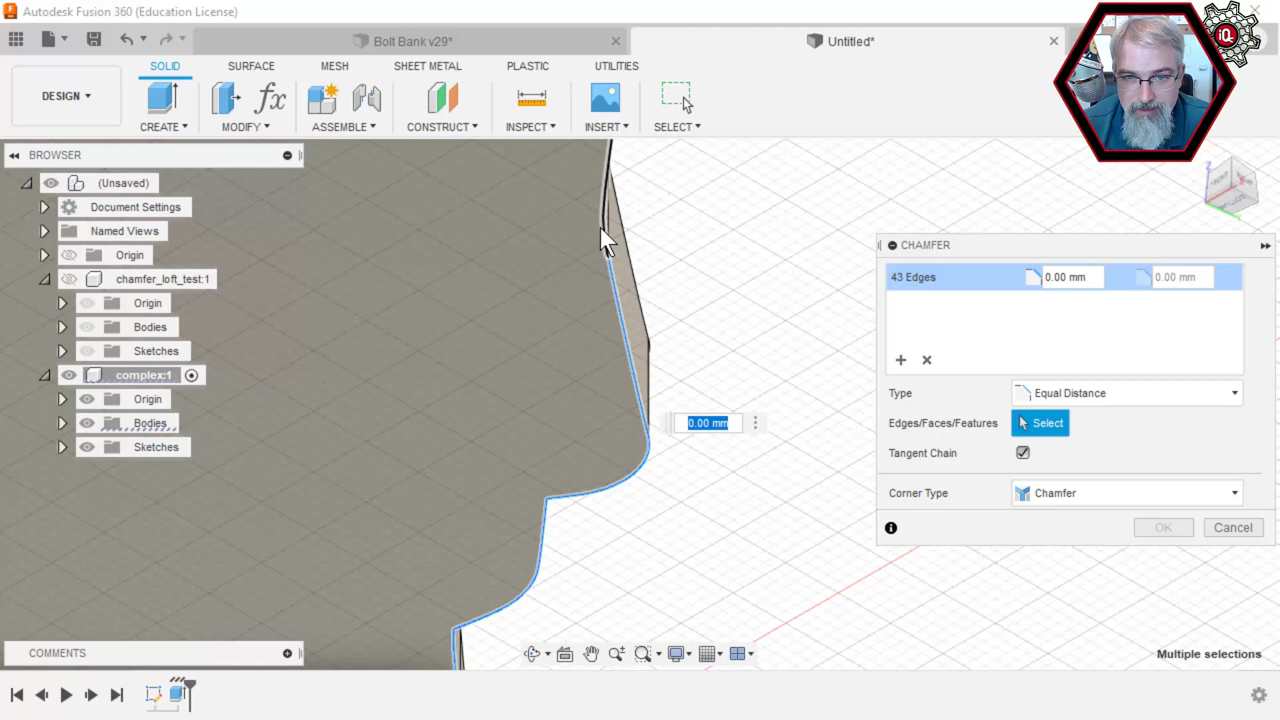 Autodesk Fusion 360 (Education License)
Bolt Bank v29*
Untitled*
iQ
DESIGN
SOLID
SURFACE
MESH
SHEET METAL
PLASTIC
UTILITIES
CREATE
MODIFY
ASSEMBLE
CONSTRUCT
INSPECT
INSERT
SELECT
BROWSER
(Unsaved)
Document Settings
Named Views
Origin
chamfer_loft_test:1
Origin
Bodies
Sketches
complex:1
Origin
Bodies
Sketches
0.00 mm
CHAMFER
43 Edges 0.00 mm 0.00 mm
Type Equal Distance
Edges/Faces/Features Select
Tangent Chain
Corner Type Chamfer
OK Cancel
COMMENTS
Multiple selections